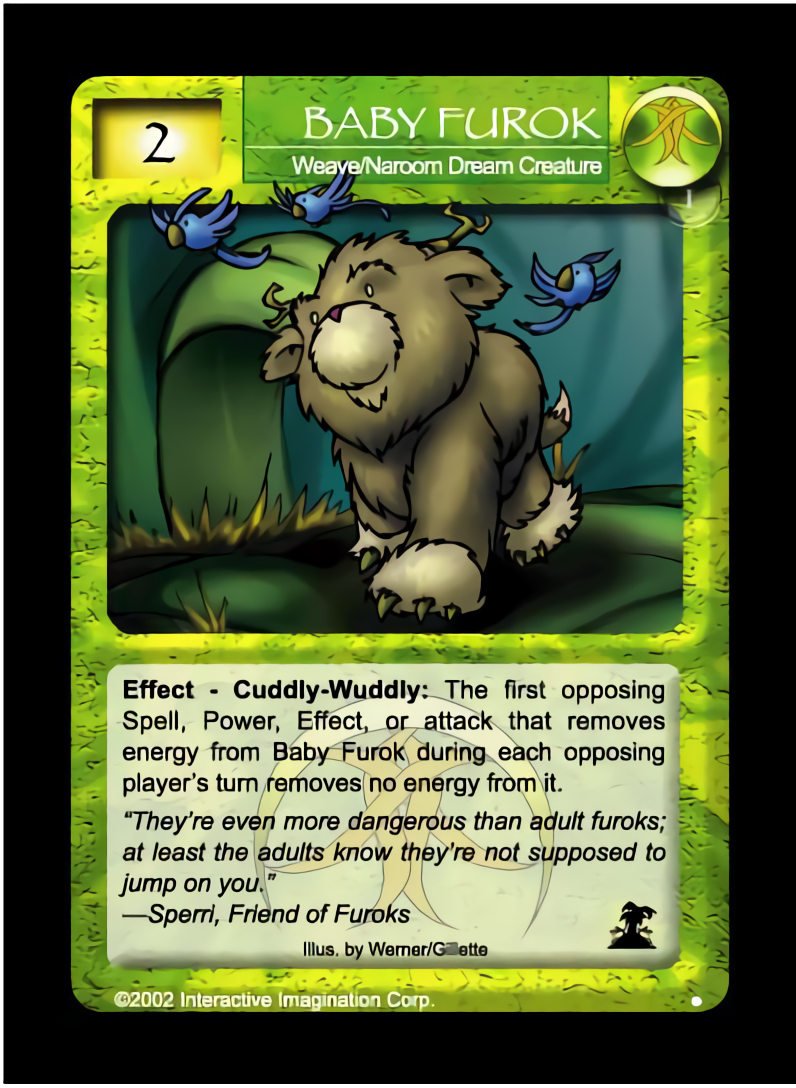 2
BABY FUROK
Weave/Naroom Dream Creature
1
Effect - Cuddly-Wuddly: The first opposing
Spell, Power, Effect, or attack that removes
energy from Baby Furok during each opposing
player's turn removes no energy from it.
“They're even more dangerous than adult furoks;
at least the adults know they're not supposed to
jump on you.”
—Sperri, Friend of Furoks
Illus. by
©2002 Interactive Imagination Corp.